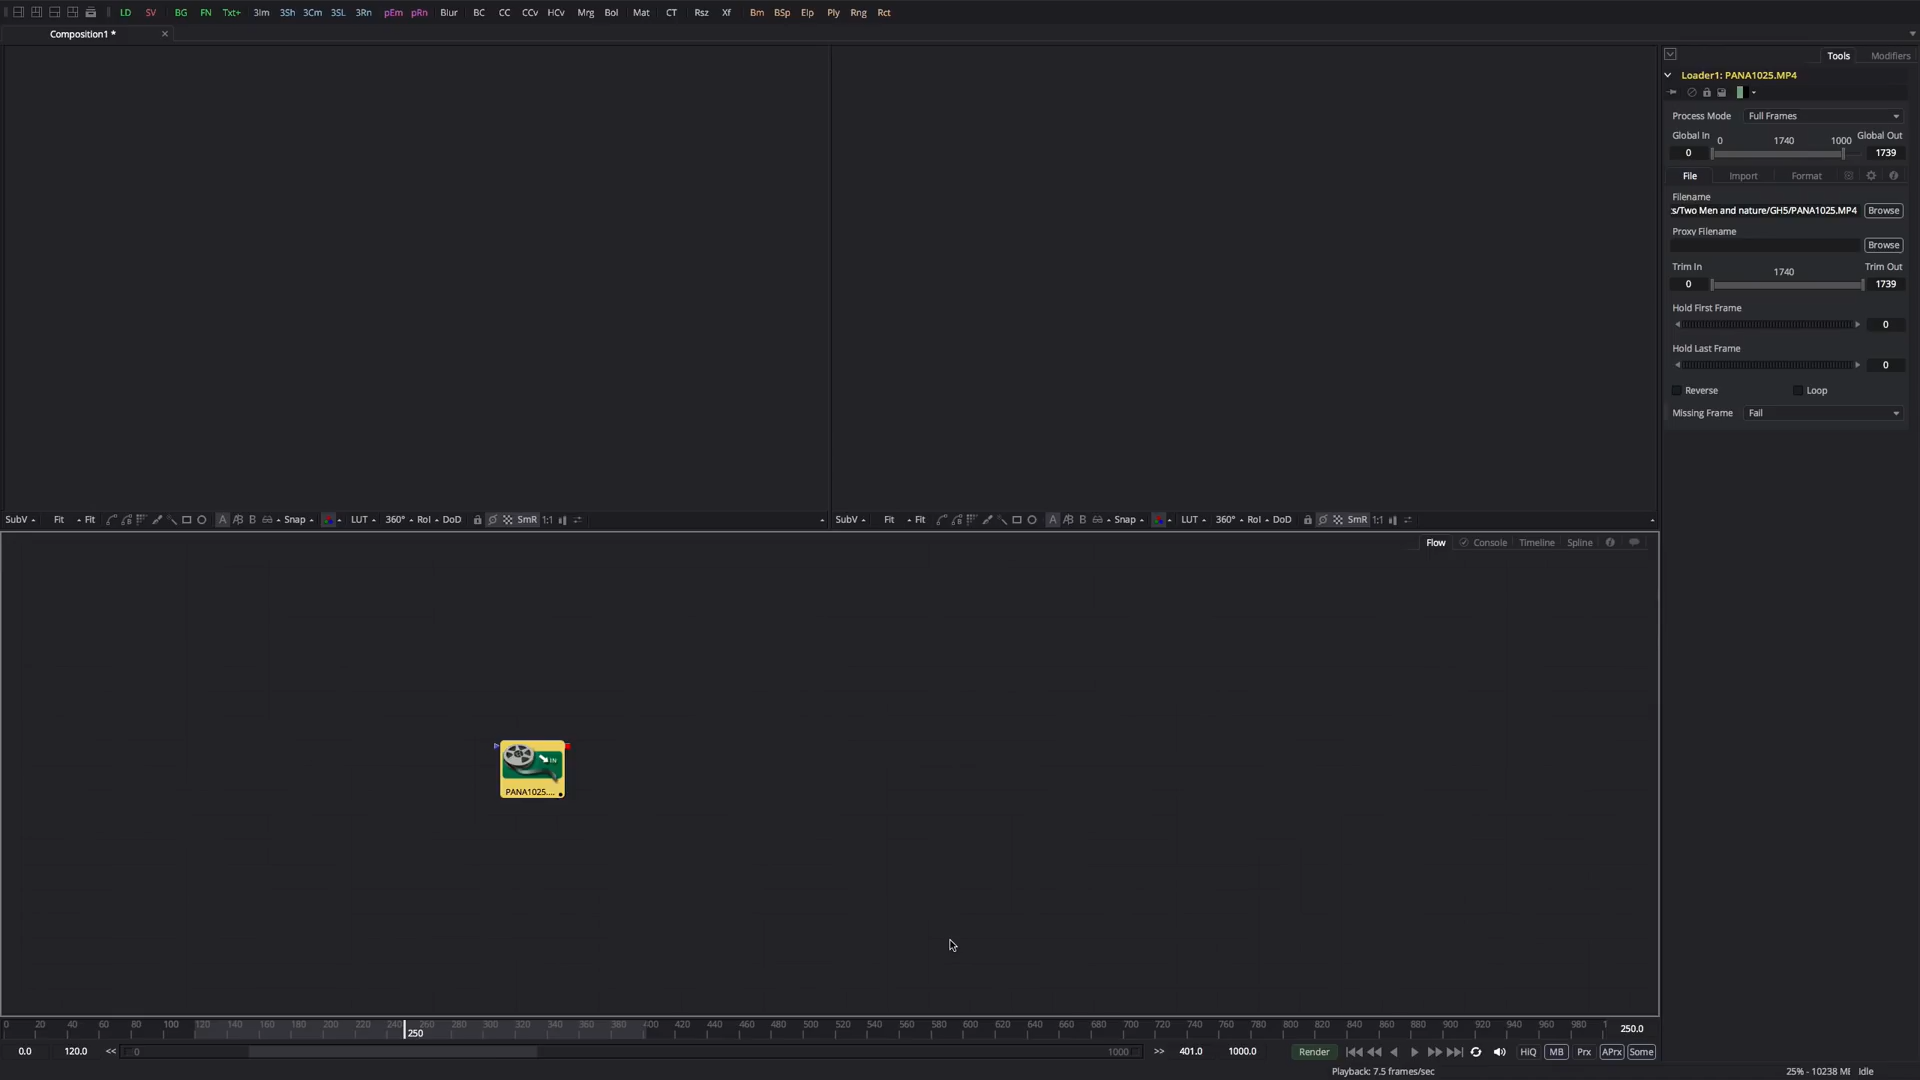 LD SV BG FN Txt+ 3Im 3Sh 3Cm 3SL 3Rn pEm pRn Blur BC CC CCv HCv Mrg Bol Mat CT Rsz Xf Bm BSp Elp Ply Rng Rct
Composition1 *
Tools Modifiers
Loader1: PANA1025.MP4
Process Mode Full Frames
Global In 0 1740 1000 Global Out
0 1739
File Import Format
Filename
:s/Two Men and nature/GH5/PANA1025.MP4 Browse
Proxy Filename
Browse
Trim In 1740 Trim Out
0 1739
Hold First Frame
0
Hold Last Frame
0
Reverse Loop
Missing Frame Fail
SubV Fit Fit A B Snap LUT 360° RoI DoD SmR 1:1
SubV Fit Fit A B Snap LUT 360° RoI DoD SmR 1:1
Flow Console Timeline Spline
IN
PANA1025....
0 20 40 60 80 100 120 140 160 180 200 220 240 260 280 300 320 340 360 380 400 420 440 460 480 500 520 540 560 580 600 620 640 660 680 700 720 740 760 780 800 820 840 860 880 900 920 940 960 980 1
250 250.0
0.0 120.0 << 0 1000 >> 401.0 1000.0 Render HiQ MB Prx APrx Some
Playback: 7.5 frames/sec 25% - 10238 ME Idle